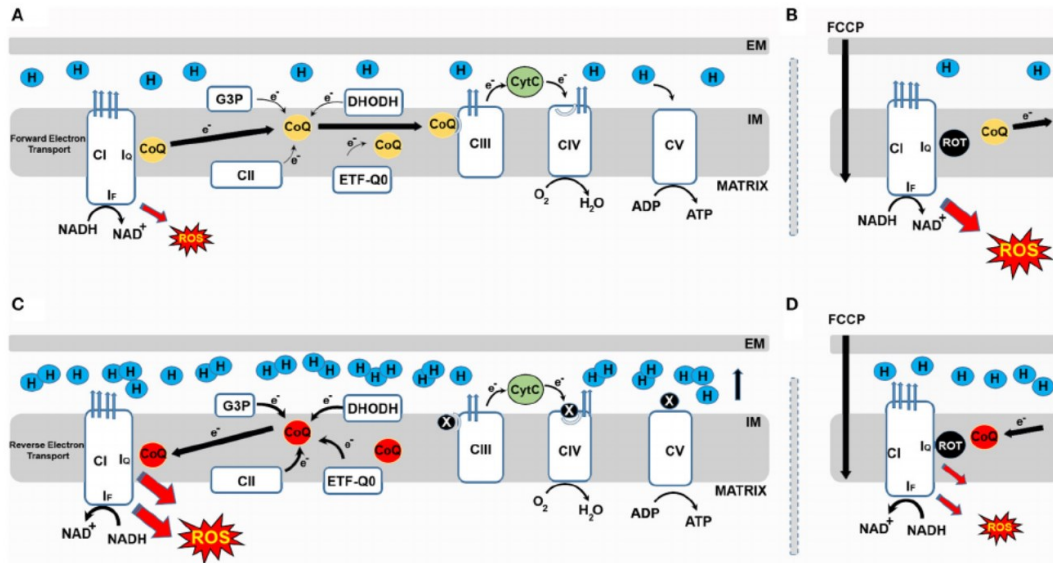 A
EM
H H H H H H H H H
e-
CytC
e-
G3P
e-
e-
DHODH
IM
Forward Electron
Transport
CI
IQ
CoQ
e-
CoQ
CoQ
CIII
CIV
CV
CII
e-
e-
CoQ
ETF-Q0
IF
MATRIX
NADH
NAD+
ROS
O2
H2O
ADP
ATP
B
FCCP
H H
CI
IQ
ROT
CoQ
e-
IF
NADH
NAD+
ROS
C
EM
H H H H H H H H H H H H H H H H H H H H H H H H H H H H H H
e-
CytC
e-
G3P
e-
e-
DHODH
X
X
X
IM
Reverse Electron
Transport
CI
IQ
CoQ
e-
CoQ
CoQ
CIII
CIV
CV
CII
e-
e-
ETF-Q0
IF
MATRIX
NAD+
NADH
ROS
O2
H2O
ADP
ATP
D
FCCP
H H H H H
CI
IQ
ROT
CoQ
e-
IF
NAD+
NADH
ROS